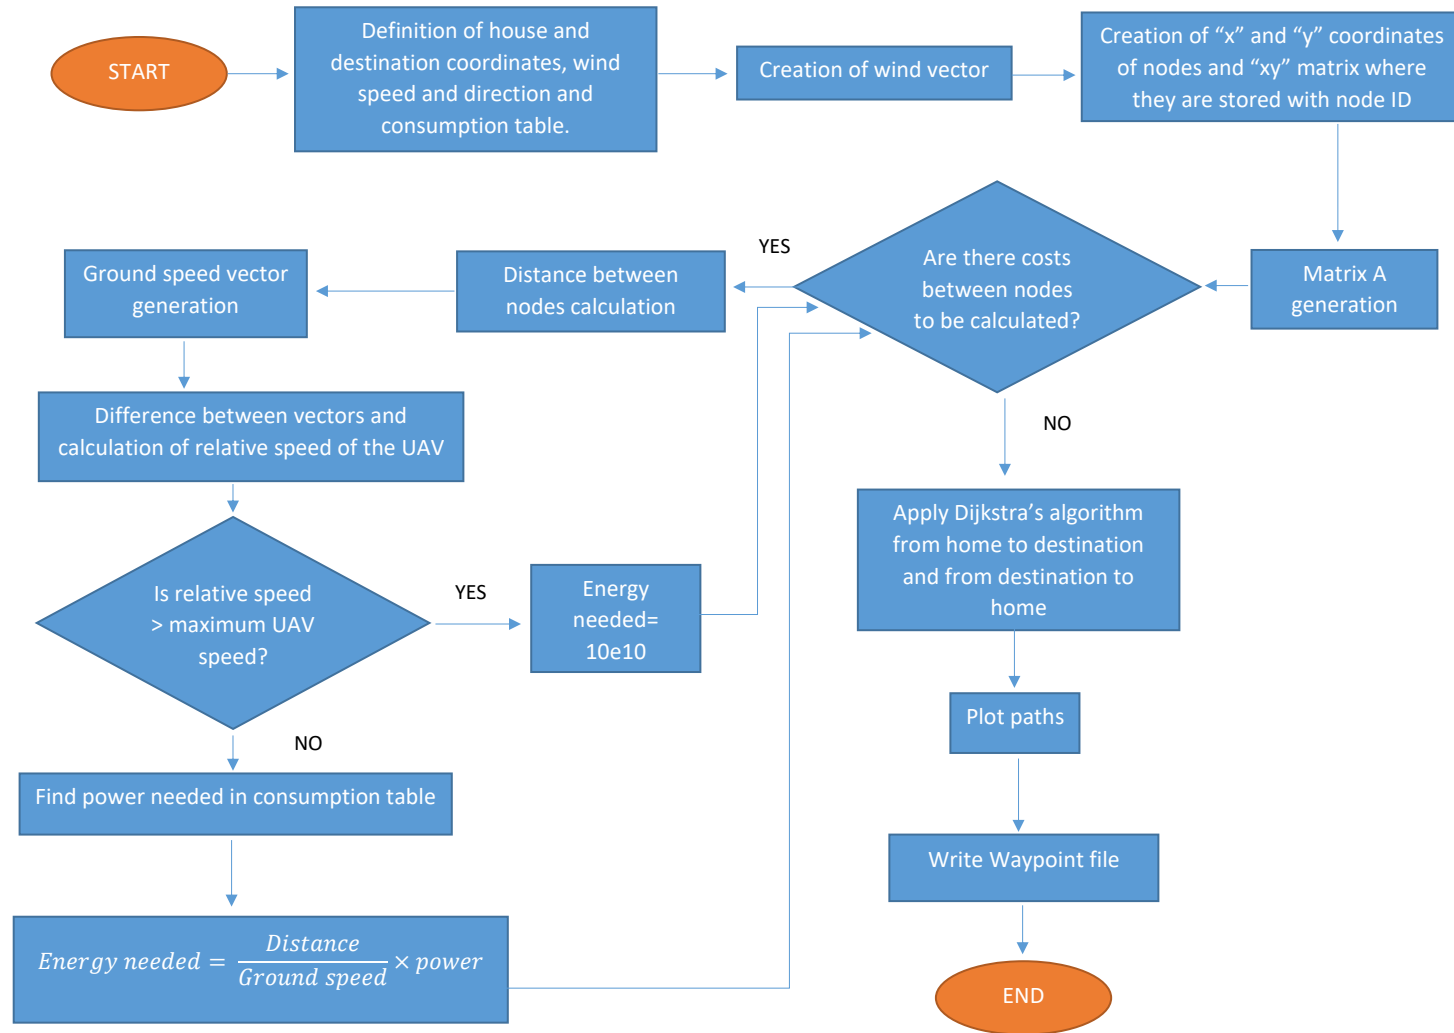 START
Definition of house and
destination coordinates, wind
speed and direction and
consumption table.
Creation of wind vector
Creation of “x” and “y” coordinates
of nodes and “xy” matrix where
they are stored with node ID
Matrix A
generation
Are there costs
between nodes
to be calculated?
YES
Distance between
nodes calculation
Ground speed vector
generation
Difference between vectors and
calculation of relative speed of the UAV
Is relative speed
> maximum UAV
speed?
YES
Energy
needed=
10e10
NO
Find power needed in consumption table
Energy needed = Distance / Ground speed × power
NO
Apply Dijkstra’s algorithm
from home to destination
and from destination to
home
Plot paths
Write Waypoint file
END